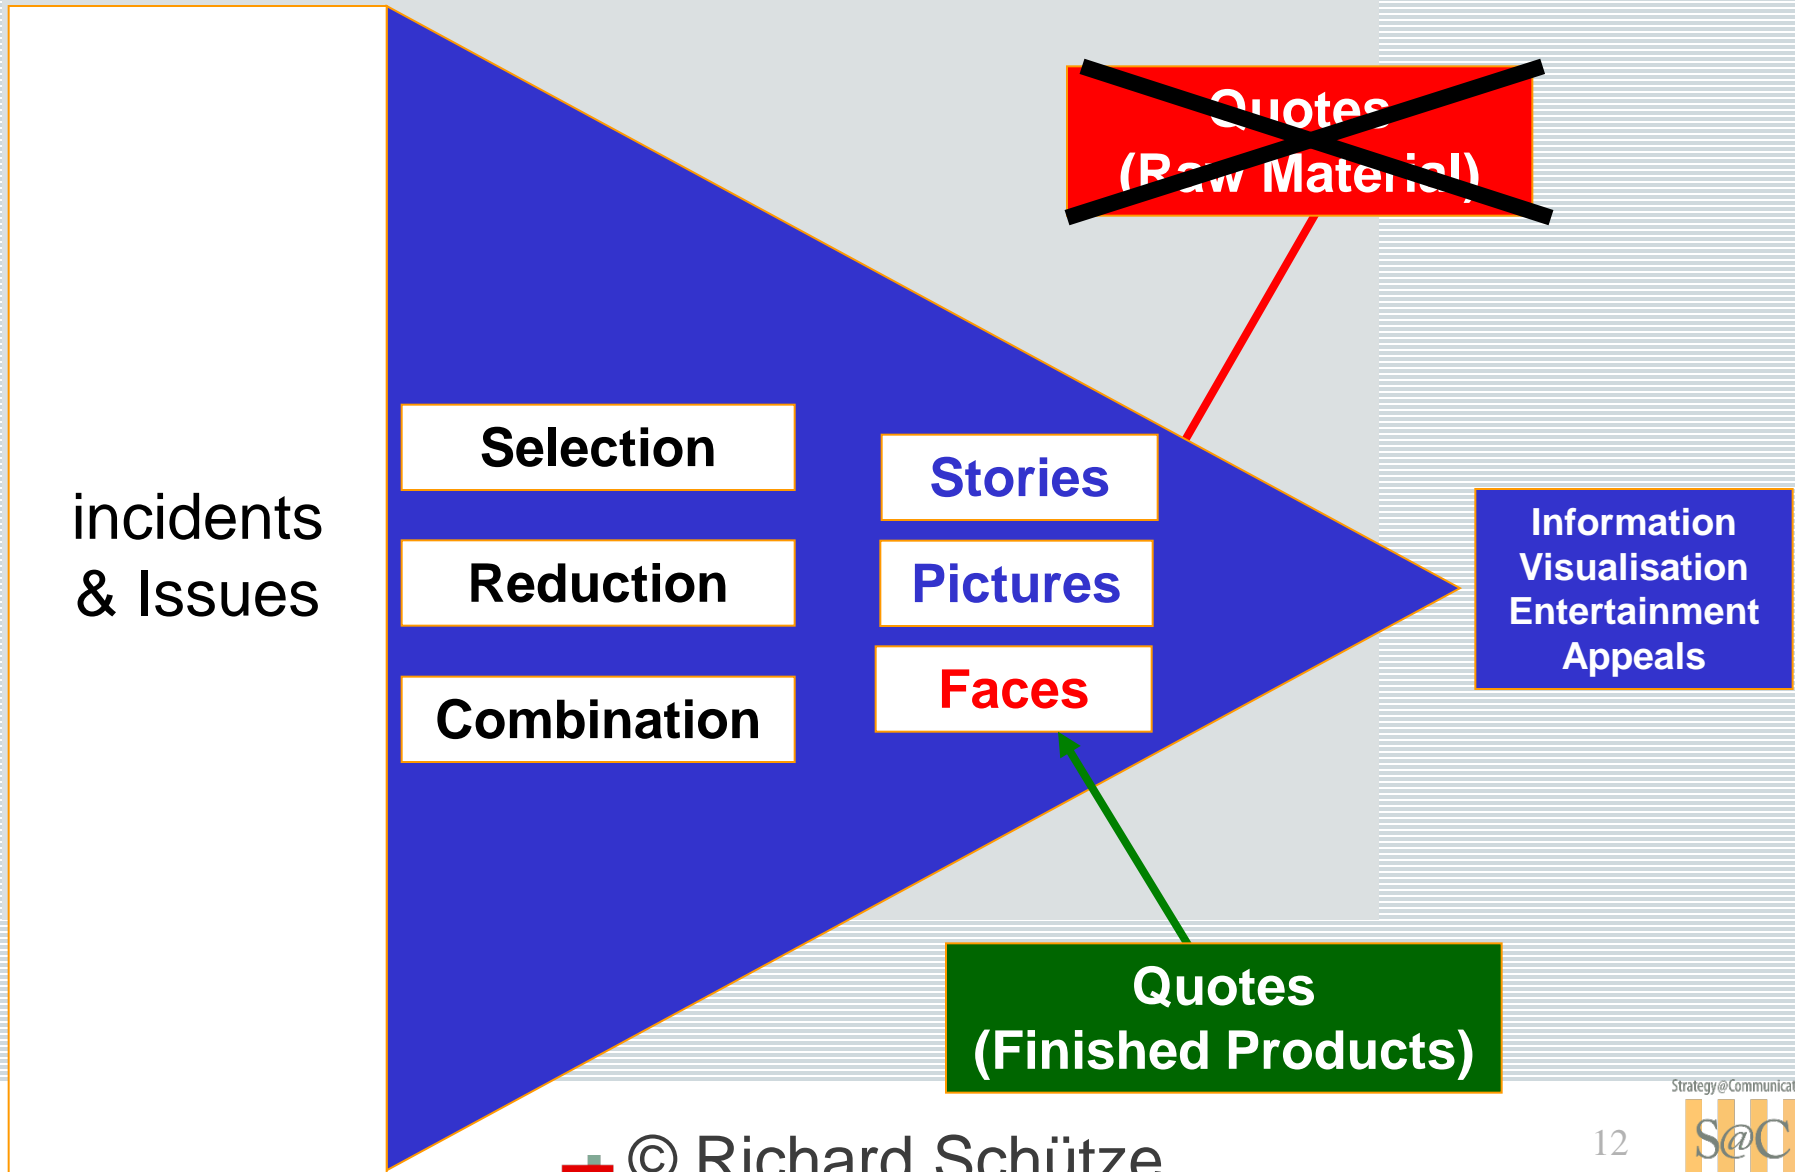 incidents
& Issues
Selection
Reduction
Combination
Stories
Pictures
Faces
Quotes
(Raw Material)
Information
Visualisation
Entertainment
Appeals
Quotes
(Finished Products)
© Richard Schütze
12
Strategy@Communicat
S@C